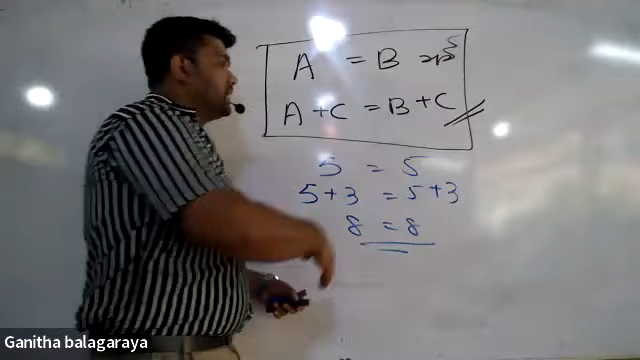 A = B නම්
A + C = B + C
5 = 5
5 + 3 = 5 + 3
8 = 8
Ganitha balagaraya